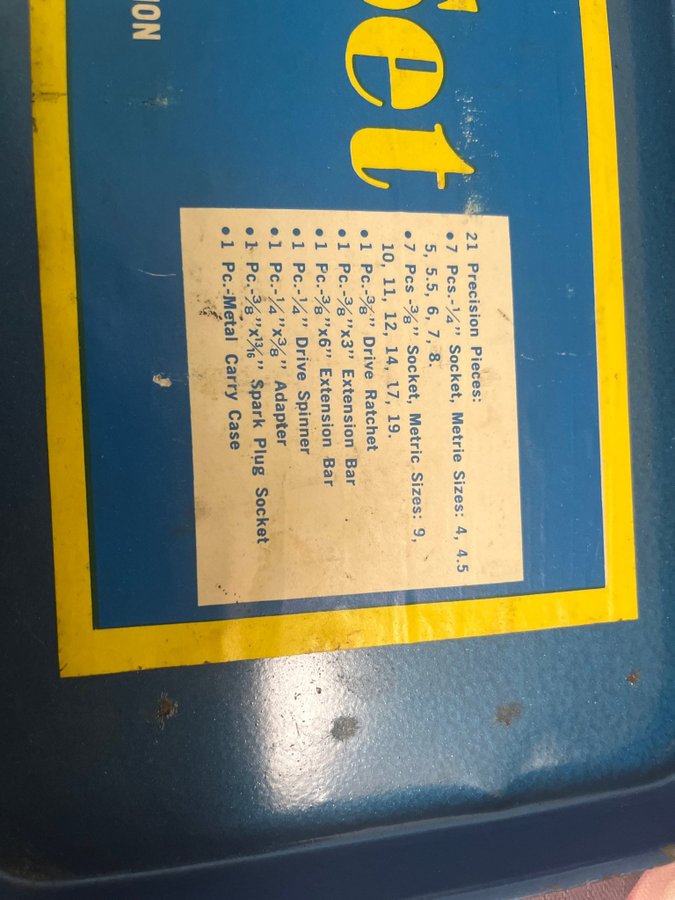 et
ION
21 Precision Pieces:
• 7 Pcs.-¼" Socket, Metrie Sizes: 4, 4.5
5, 5.5, 6, 7, 8.
• 7 Pcs -⅜" Socket, Metric Sizes: 9,
10, 11, 12, 14, 17, 19.
• 1 Pc.-⅜" Drive Ratchet
• 1 Pc.-⅜"x3" Extension Bar
• 1 Pc.-⅜"x6" Extension Bar
• 1 Pc.-¼" Drive Spinner
• 1 Pc.-¼"x⅜" Adapter
• 1 Pc.-⅜"x13/16" Spark Plug Socket
• 1 Pc.-Metal Carry Case